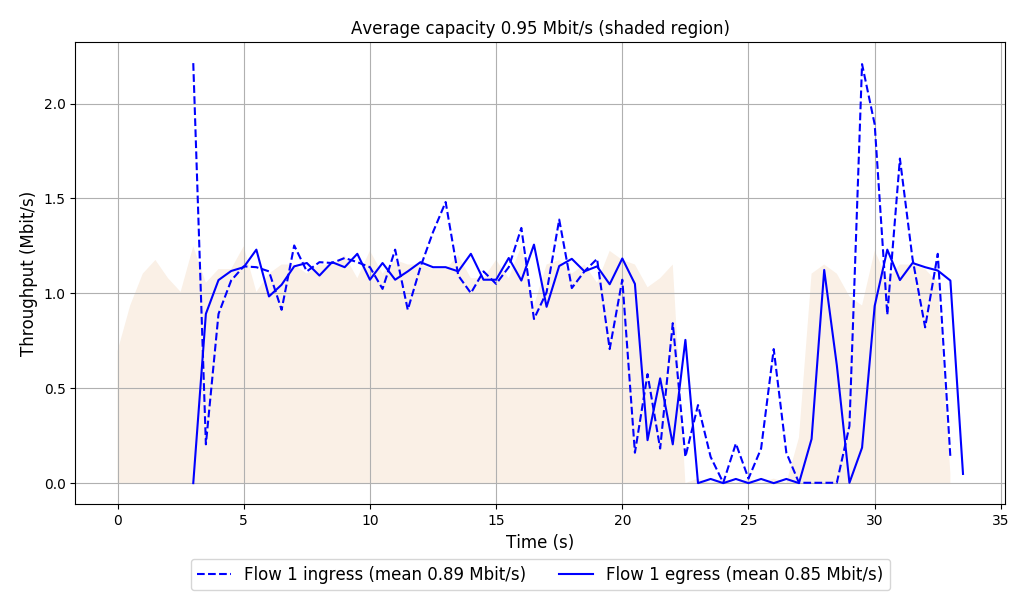 Average capacity 0.95 Mbit/s (shaded region)
Throughput (Mbit/s)
2.0
1.5
1.0
0.5
0.0
0 5 10 15 20 25 30 35
Time (s)
Flow 1 ingress (mean 0.89 Mbit/s) Flow 1 egress (mean 0.85 Mbit/s)